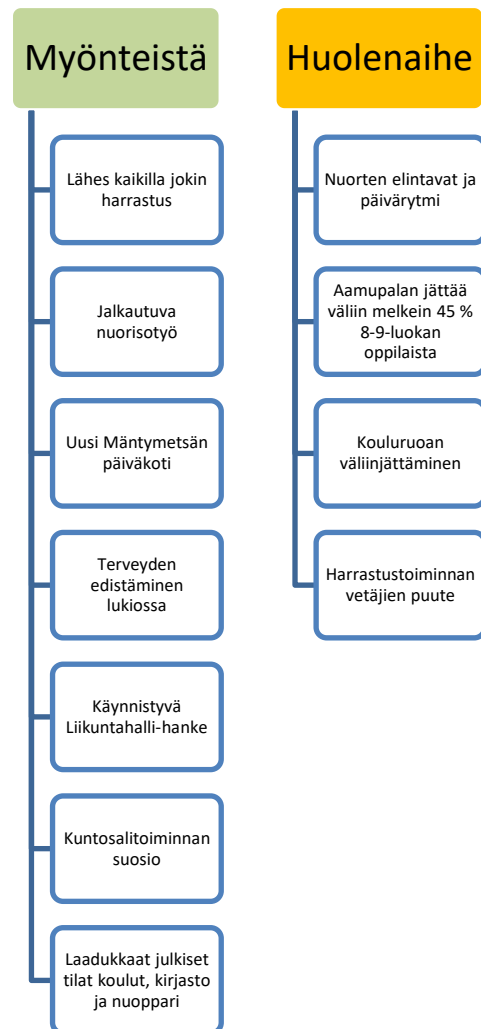 Myönteistä
Lähes kaikilla jokin
harrastus
Jalkautuva
nuorisotyö
Uusi Mäntymetsän
päiväkoti
Terveyden
edistäminen
lukiossa
Käynnistyvä
Liikuntahalli-hanke
Kuntosalitoiminnan
suosio
Laadukkaat julkiset
tilat koulut, kirjasto
ja nuoppari
Huolenaihe
Nuorten elintavat ja
päivärytmi
Aamupalan jättää
väliin melkein 45 %
8-9-luokan
oppilaista
Kouluruoan
väliinjättäminen
Harrastustoiminnan
vetäjien puute